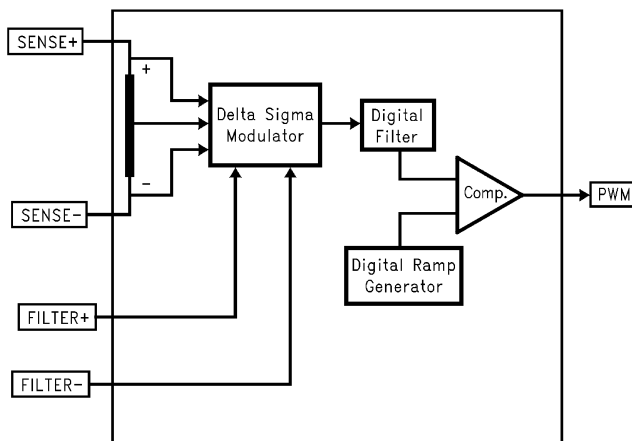 SENSE+
+
Delta Sigma
Modulator
Digital
Filter
Comp.
PWM
-
SENSE-
Digital Ramp
Generator
FILTER+
FILTER-